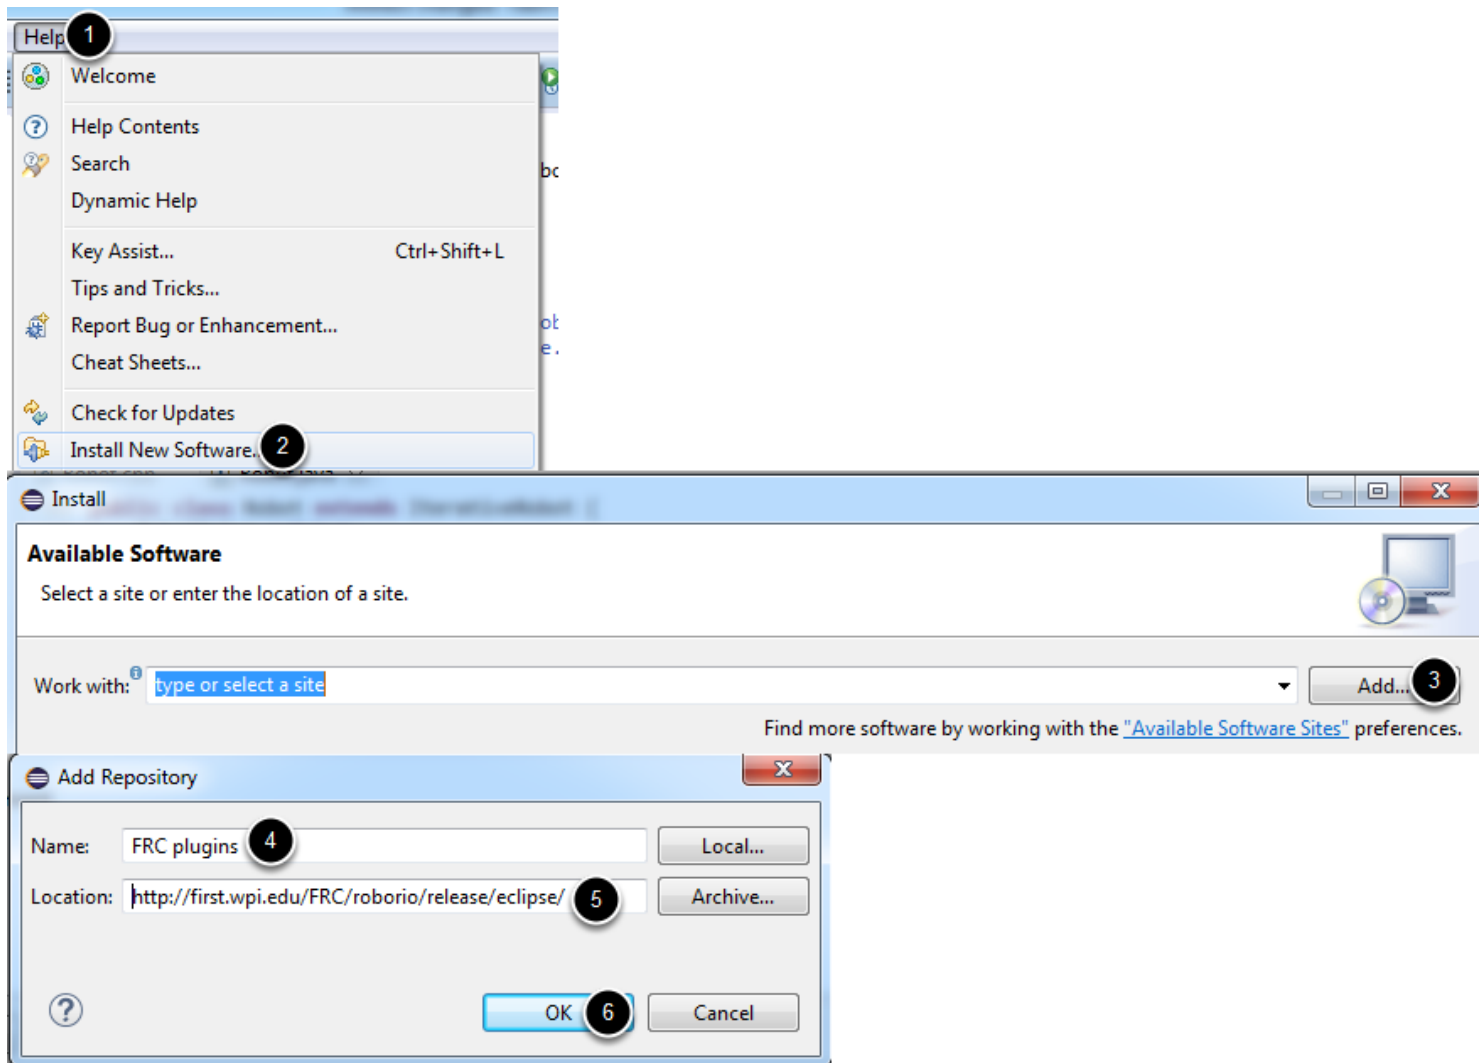 Help 1
Welcome
Help Contents
Search
bo
Dynamic Help
Key Assist... Ctrl+Shift+L
Tips and Tricks...
Report Bug or Enhancement...
ob
e.
Cheat Sheets...
Check for Updates
Install New Software.. 2
Install
Available Software
Select a site or enter the location of a site.
Work with: type or select a site Add... 3
Find more software by working with the "Available Software Sites" preferences.
Add Repository
Name: FRC plugins 4 Local...
Location: http://first.wpi.edu/FRC/roborio/release/eclipse/ 5 Archive...
OK 6 Cancel